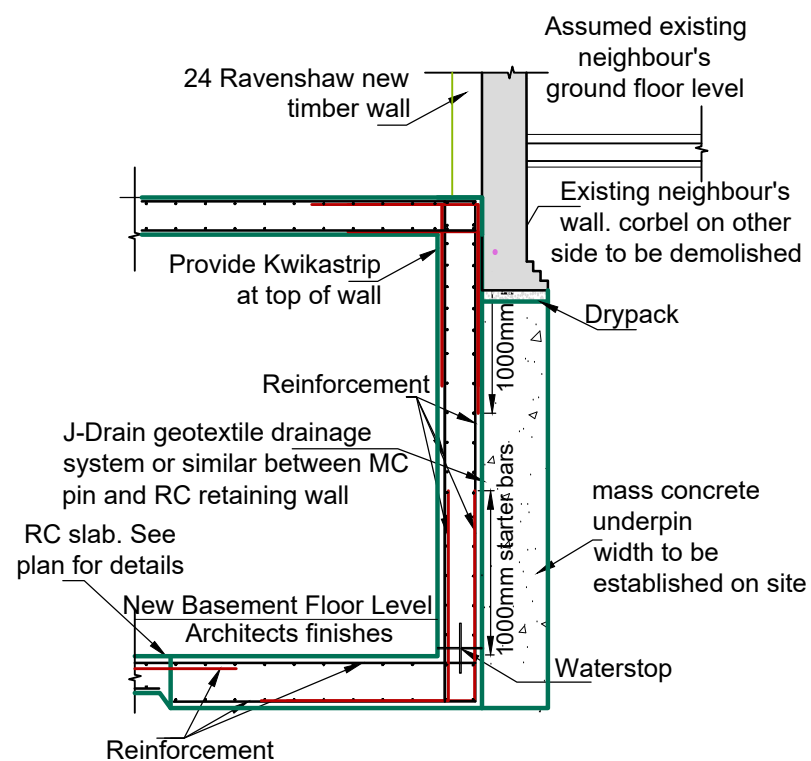 Assumed existing
neighbour's
ground floor level
24 Ravenshaw new
timber wall
Existing neighbour's
wall. corbel on other
side to be demolished
Provide Kwikastrip
at top of wall
Drypack
1000mm
Reinforcement
J-Drain geotextile drainage
system or similar between MC
pin and RC retaining wall
1000mm starter bars
mass concrete
underpin
width to be
established on site
RC slab. See
plan for details
New Basement Floor Level
Architects finishes
Waterstop
Reinforcement